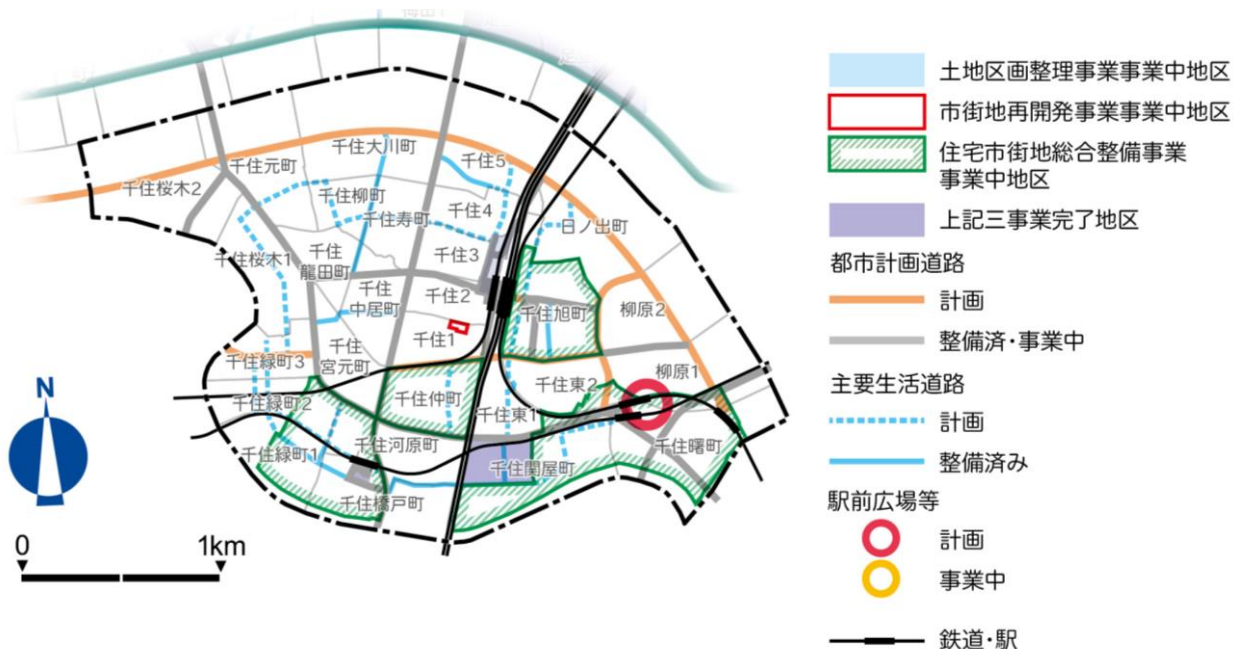 千住大川町
千住5
千住元町
千住桜木2
千住柳町
千住4
千住寿町
日ノ出町
千住桜木1
千住
龍田町
千住3
千住
中居町
千住2
千住旭町
柳原2
千住1
千住
宮元町
千住緑町3
柳原1
千住東2
千住仲町
千住緑町2
千住東1
千住河原町
千住曙町
千住緑町1
千住関屋町
千住橋戸町
N
0
1km
土地区画整理事業事業中地区
市街地再開発事業事業中地区
住宅市街地総合整備事業
事業中地区
上記三事業完了地区
都市計画道路
計画
整備済・事業中
主要生活道路
計画
整備済み
駅前広場等
計画
事業中
鉄道・駅